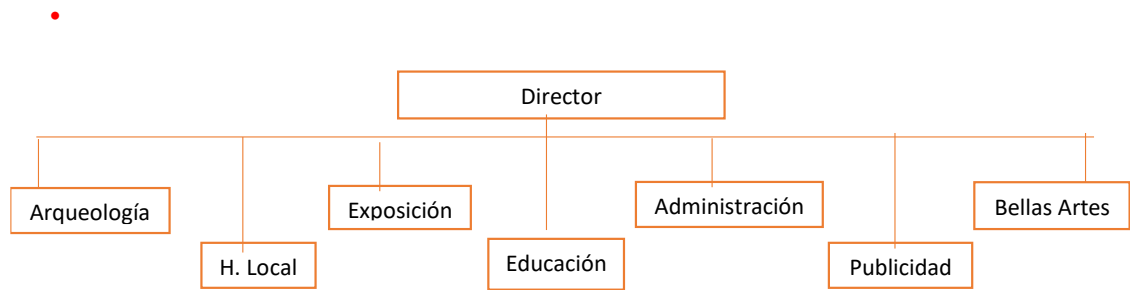 Director
Arqueología
H. Local
Exposición
Educación
Administración
Publicidad
Bellas Artes